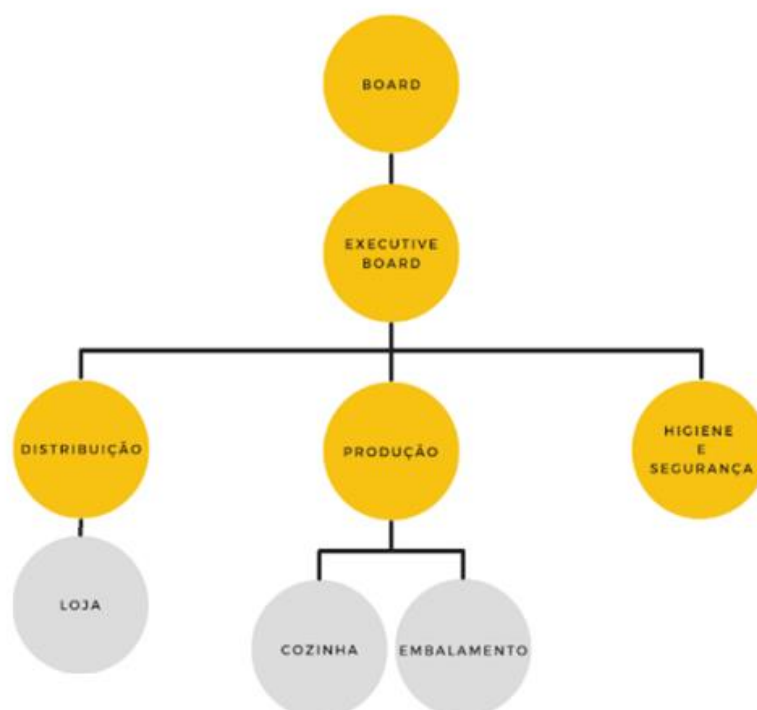 BOARD
EXECUTIVE
BOARD
DISTRIBUIÇÃO
PRODUÇÃO
HIGIENE
E
SEGURANÇA
LOJA
COZINHA
EMBALAMENTO